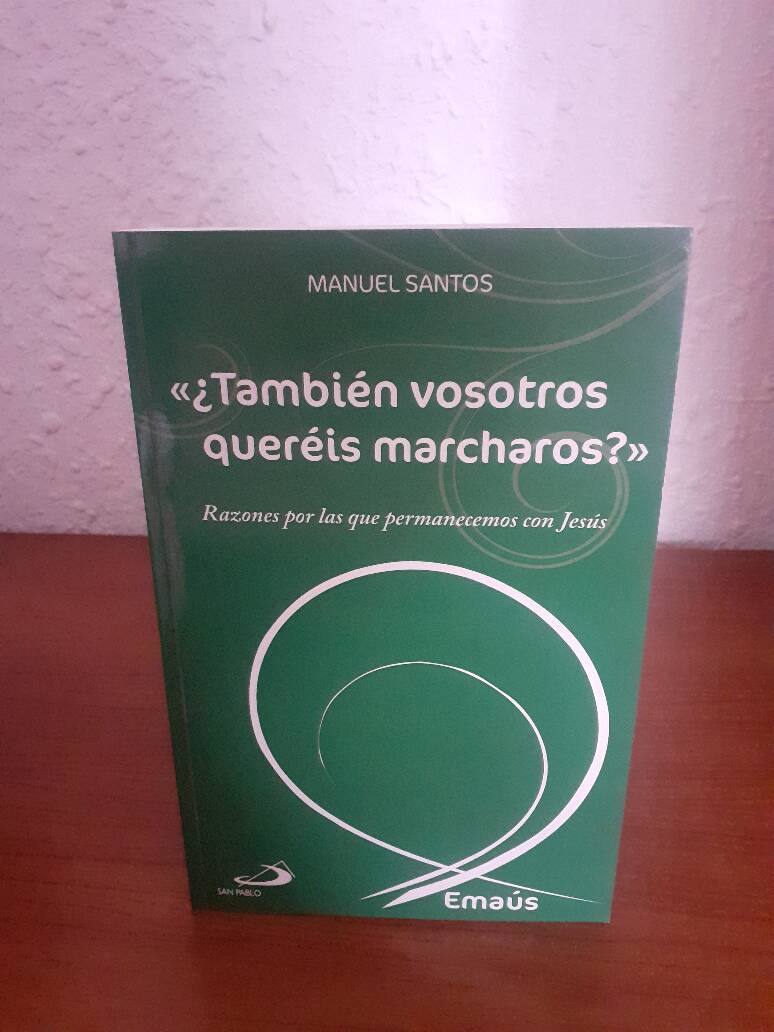 MANUEL SANTOS
«¿También vosotros
queréis marcharos?»
Razones por las que permanecemos con Jesús
SAN PABLO
Emaús